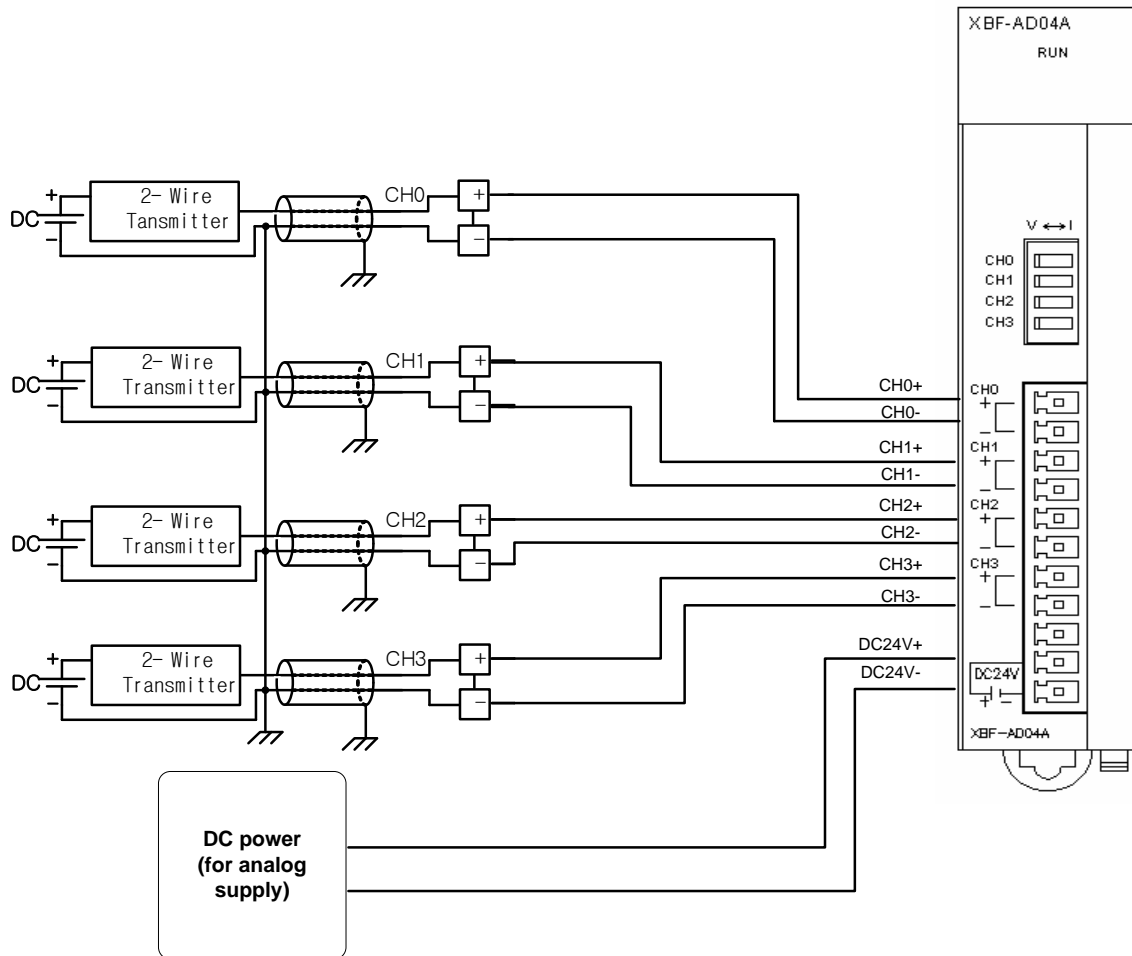 XBF-AD04A
RUN
V ↔ I
CH0
CH1
CH2
CH3
+
2- Wire
Tansmitter
DC
−
CH0
+
−
+
2- Wire
Transmitter
DC
−
CH1
+
−
+
2- Wire
Transmitter
DC
−
CH2
+
−
+
2- Wire
Transmitter
DC
−
CH3
+
−
CH0+
CH0-
CH1+
CH1-
CH2+
CH2-
CH3+
CH3-
DC24V+
DC24V-
CH0
+
−
CH1
+
−
CH2
+
−
CH3
+
−
DC24V
+ −
XBF-AD04A
DC power
(for analog
supply)